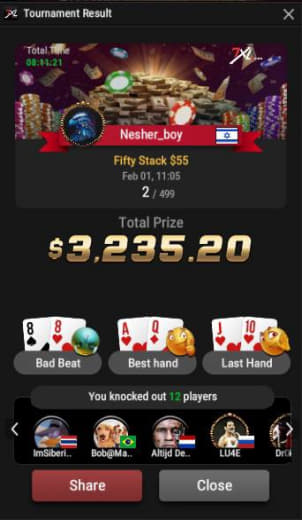 Tournament Result
Total Time
08:11:21
7XL
Nesher_boy
Fifty Stack $55
Feb 01, 11:05
2 / 499
Total Prize
$3,235.20
8 8
A Q
J 10
Bad Beat
Best hand
Last Hand
You knocked out 12 players
ImSiberi..
Bob@Ma..
Altijd De..
LU4E
Share
Close